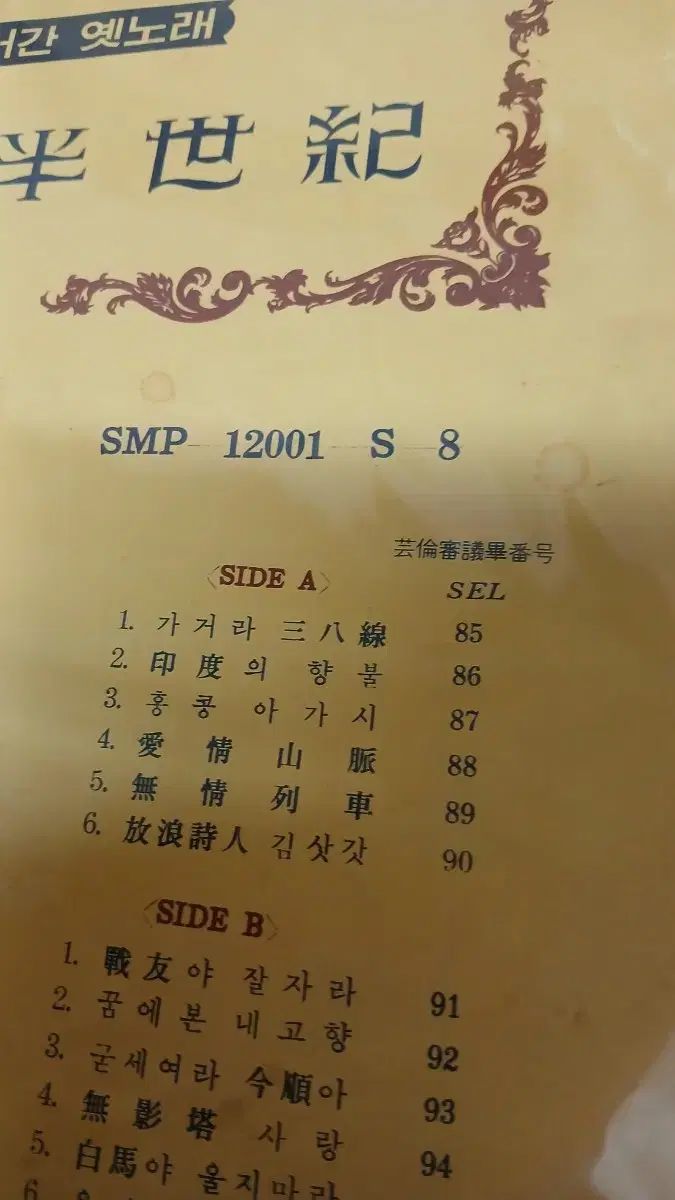 간 옛노래
半世紀
SMP 12001 S 8
芸倫審議畢番号
〈SIDE A〉 SEL
1. 가거라 三八線 85
2. 印度의 향불 86
3. 홍콩 아가시 87
4. 愛情山脈 88
5. 無情列車 89
6. 放浪詩人 김삿갓 90
〈SIDE B〉
1. 戰友야 잘자라 91
2. 꿈에본 내고향 92
3. 굳세여라 今順아 93
4. 無影塔 사랑 94
5. 白馬야 울지마라
6.